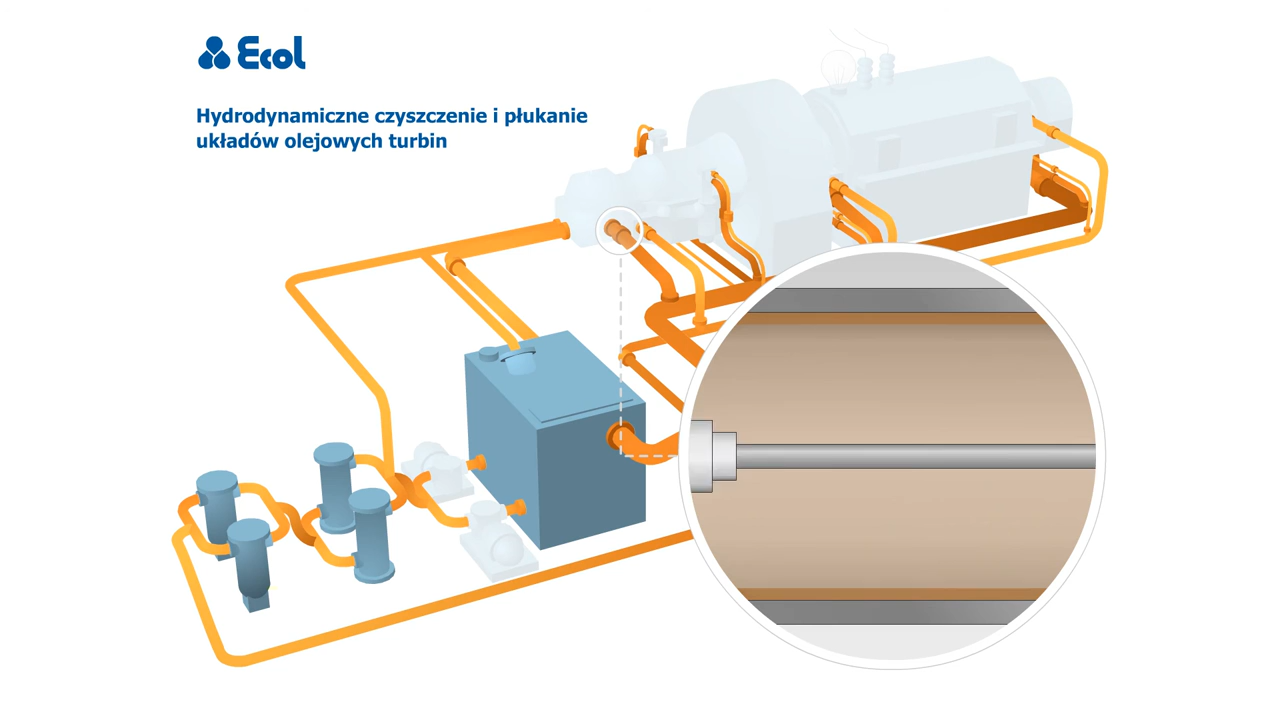 Ecol
Hydrodynamiczne czyszczenie i płukanie
układów olejowych turbin